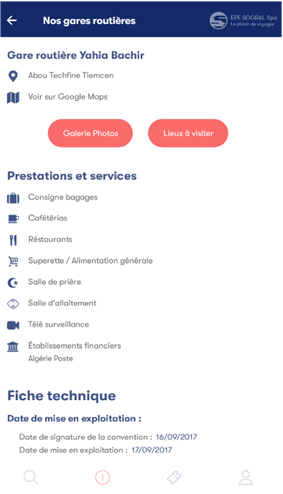 Nos gares routières
EPE SOGRAL Spa
Le plaisir de voyager
Gare routière Yahia Bachir
Abou Techfine Tlemcen
Voir sur Google Maps
Galerie Photos
Lieux à visiter
Prestations et services
Consigne bagages
Cafétérias
Réstaurants
Superette / Alimentation générale
Salle de prière
Salle d'allaitement
Télé surveillance
Établissements financiers
Algérie Poste
Fiche technique
Date de mise en exploitation :
Date de signature de la convention : 16/09/2017
Date de mise en exploitation : 17/09/2017